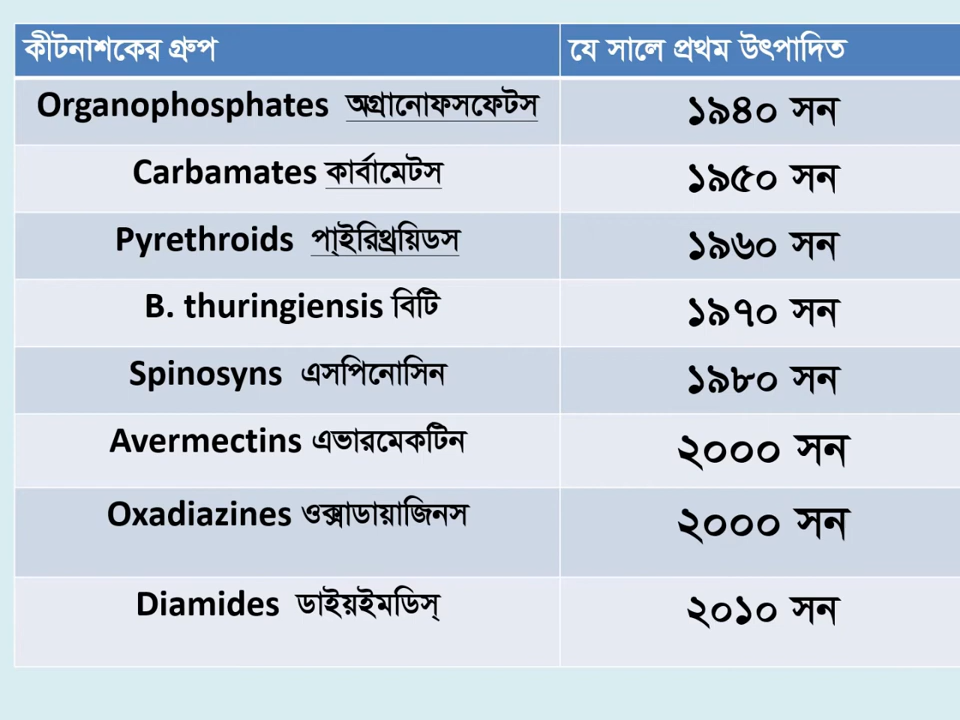 কীটনাশকের গ্রুপ যে সালে প্রথম উৎপাদিত
Organophosphates অগ্রানোফসফেটস ১৯৪০ সন
Carbamates কার্বামেটস ১৯৫০ সন
Pyrethroids পা্ইরিথ্রয়িডস ১৯৬০ সন
B. thuringiensis বিটি ১৯৭০ সন
Spinosyns এসপিনোসিন ১৯৮০ সন
Avermectins এভারমেকটিন ২০০০ সন
Oxadiazines ওক্সাডায়াজিনস ২০০০ সন
Diamides ডাইয়ইমডিস্ ২০১০ সন